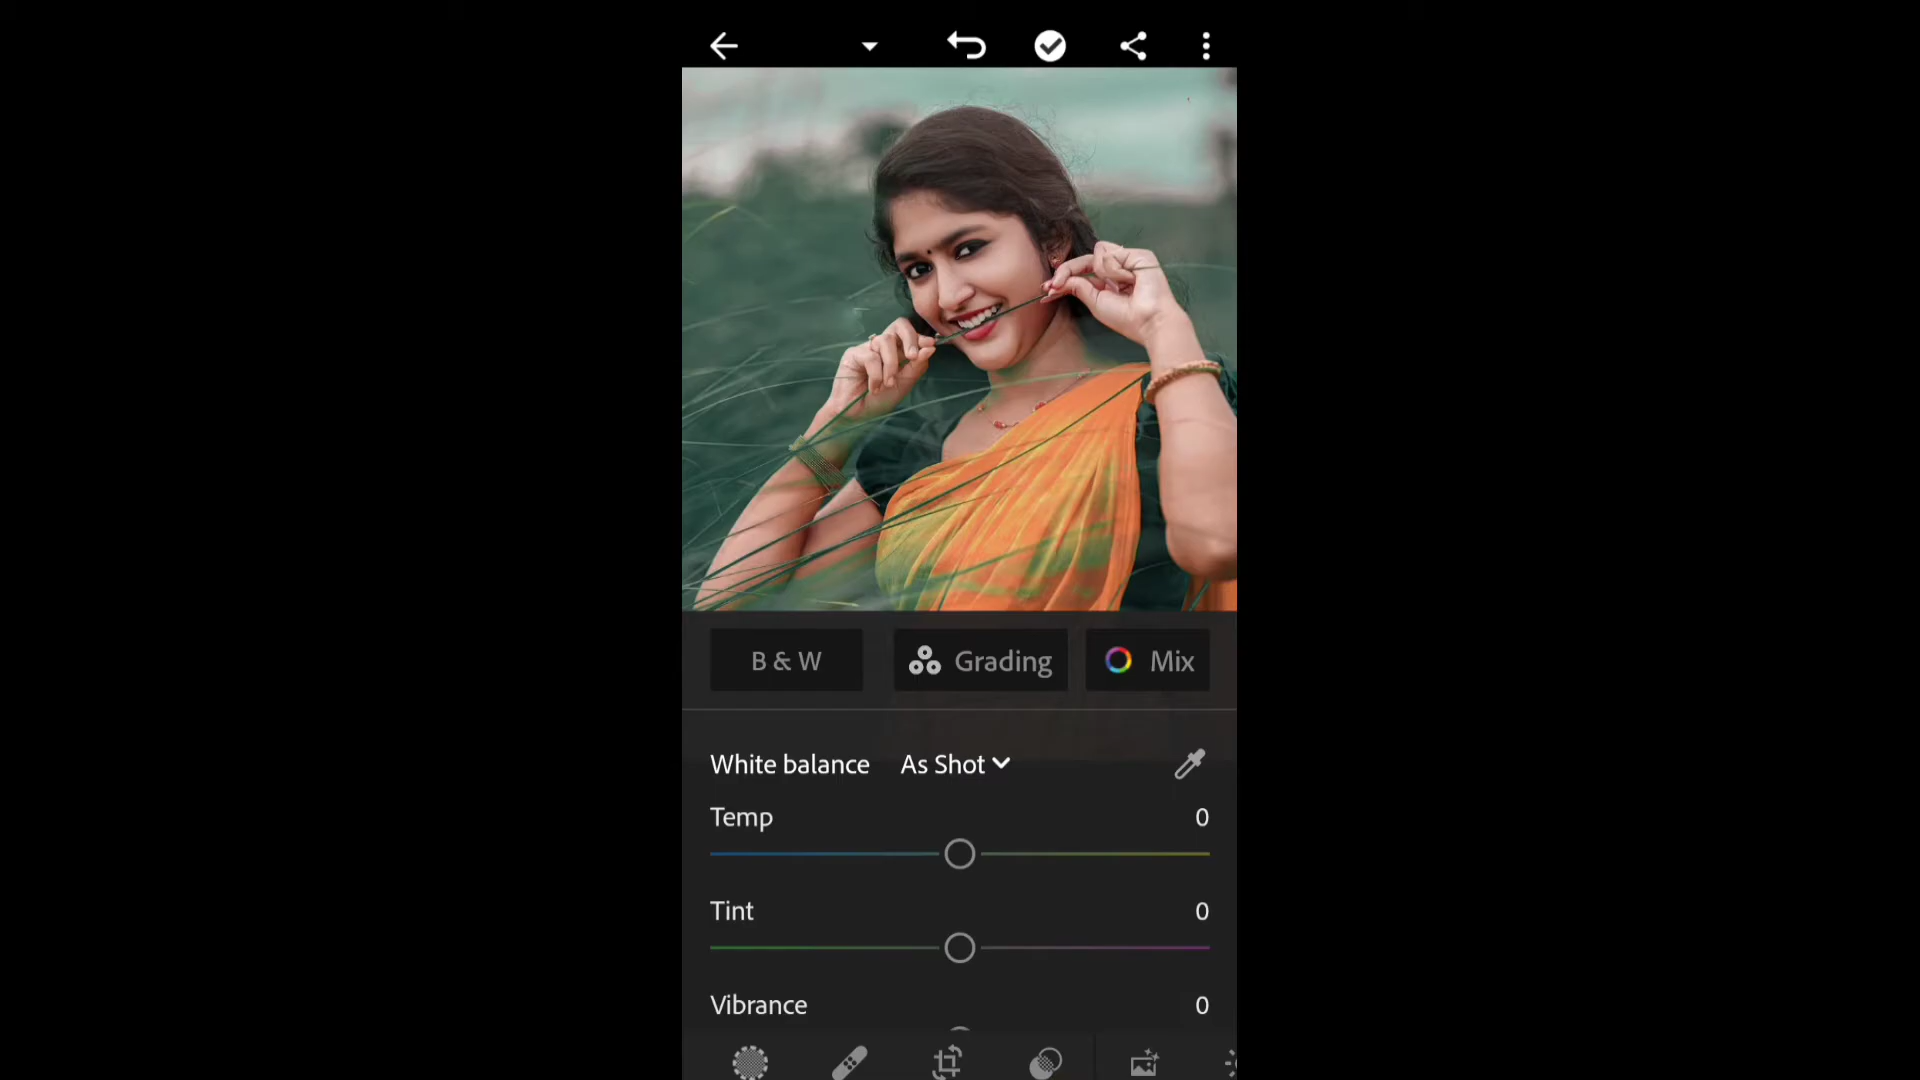 B & W
Grading
Mix
White balance As Shot
Temp 0
Tint 0
Vibrance 0